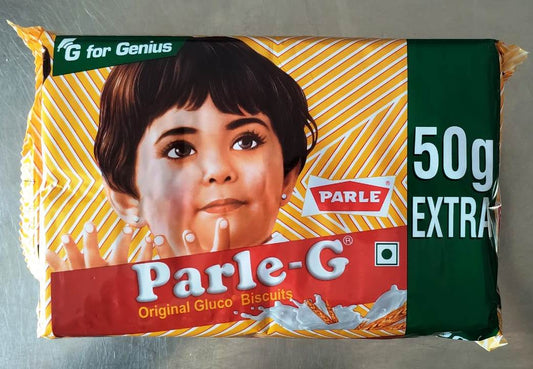 G for Genius
50g
EXTRA
PARLE
Parle-G®
Original Gluco Biscuits